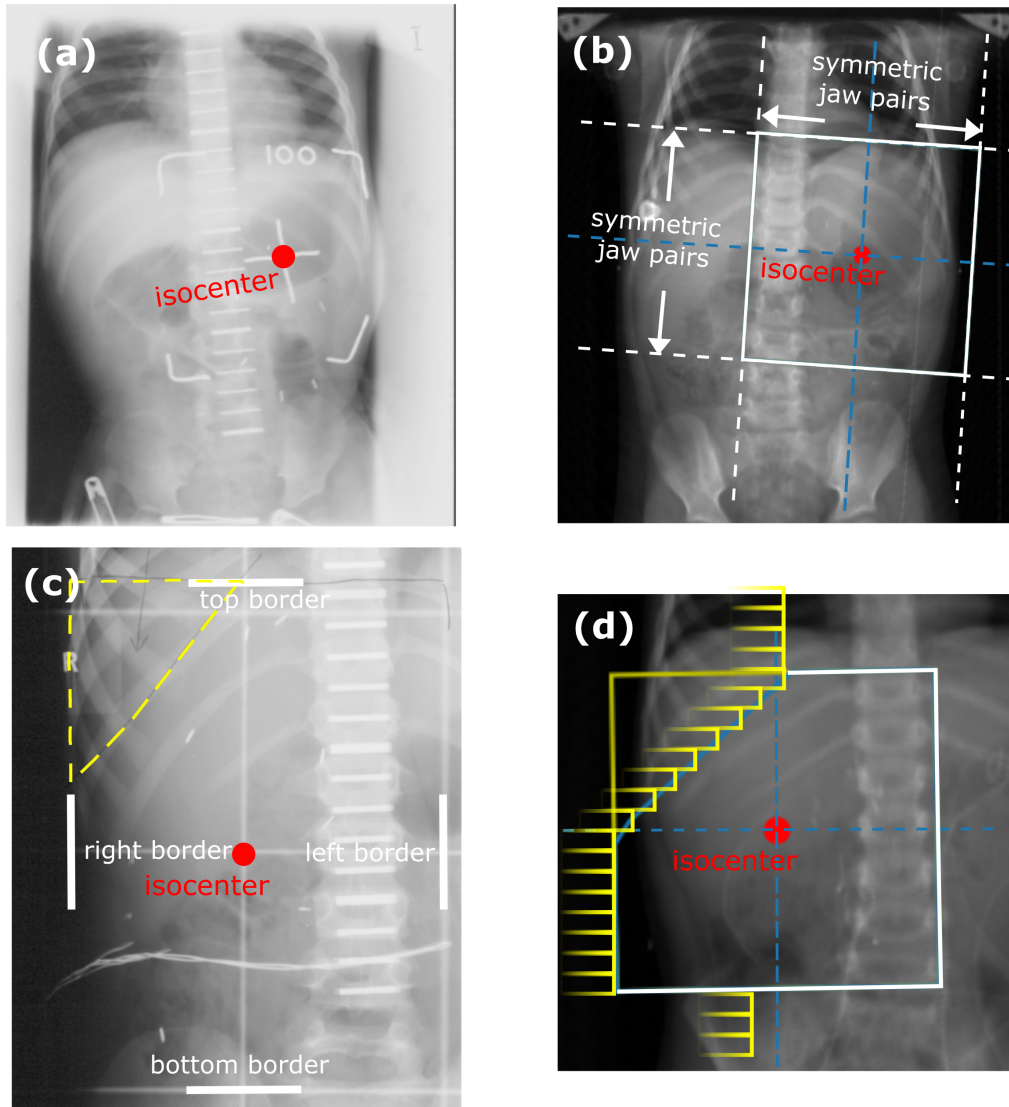 (a)
I
100
isocenter
(b)
symmetric
jaw pairs
symmetric
jaw pairs
isocenter
(c)
top border
R
right border
left border
isocenter
bottom border
(d)
isocenter